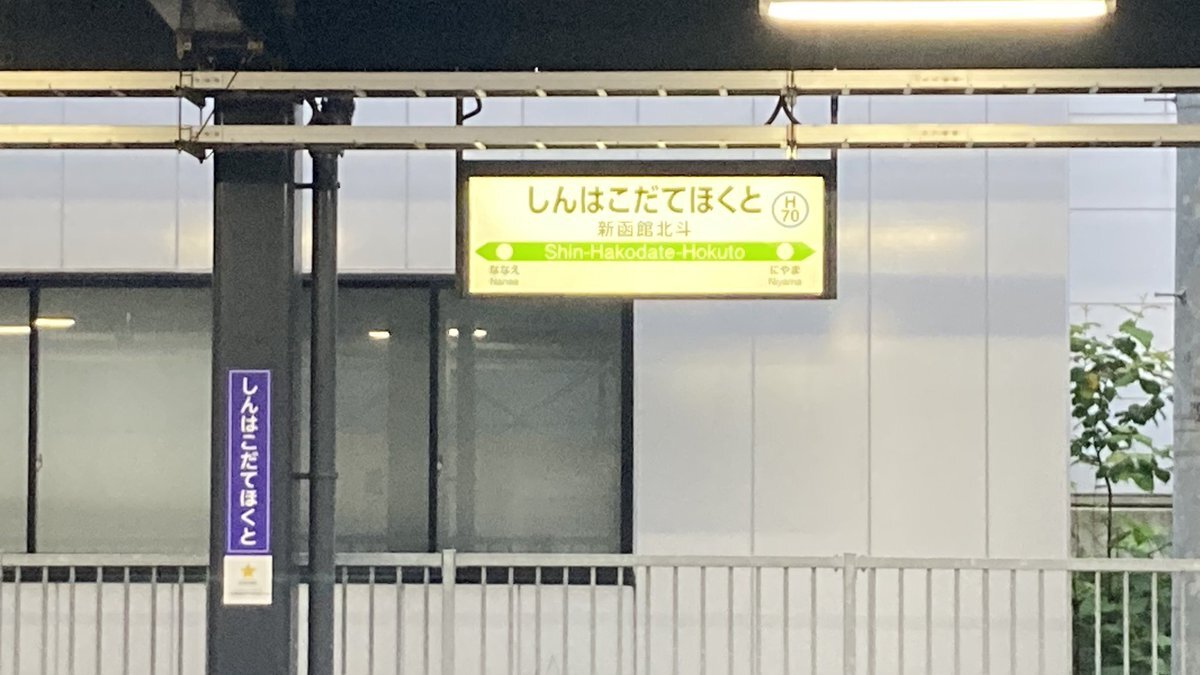 しんはこだてほくと
H
70
新函館北斗
Shin-Hakodate-Hokuto
ななえ
にやま
Nanae
Niyama
しんはこだてほくと